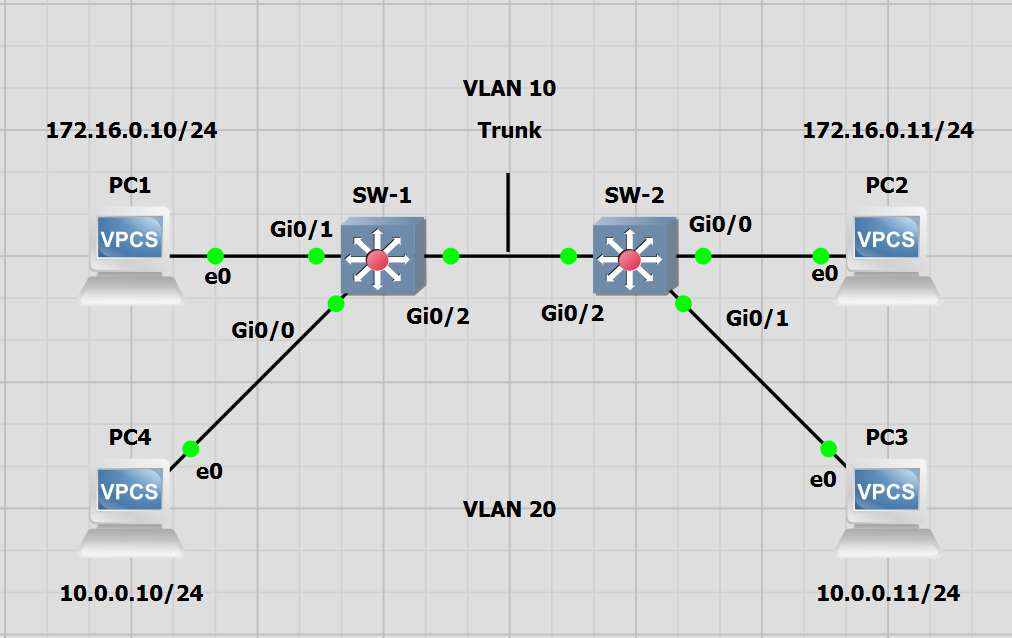 VLAN 10
172.16.0.10/24
Trunk
172.16.0.11/24
PC1
SW-1
SW-2
PC2
VPCS
Gi0/1
Gi0/0
VPCS
e0
e0
Gi0/0
Gi0/2
Gi0/2
Gi0/1
PC4
PC3
VPCS
e0
e0
VPCS
VLAN 20
10.0.0.10/24
10.0.0.11/24